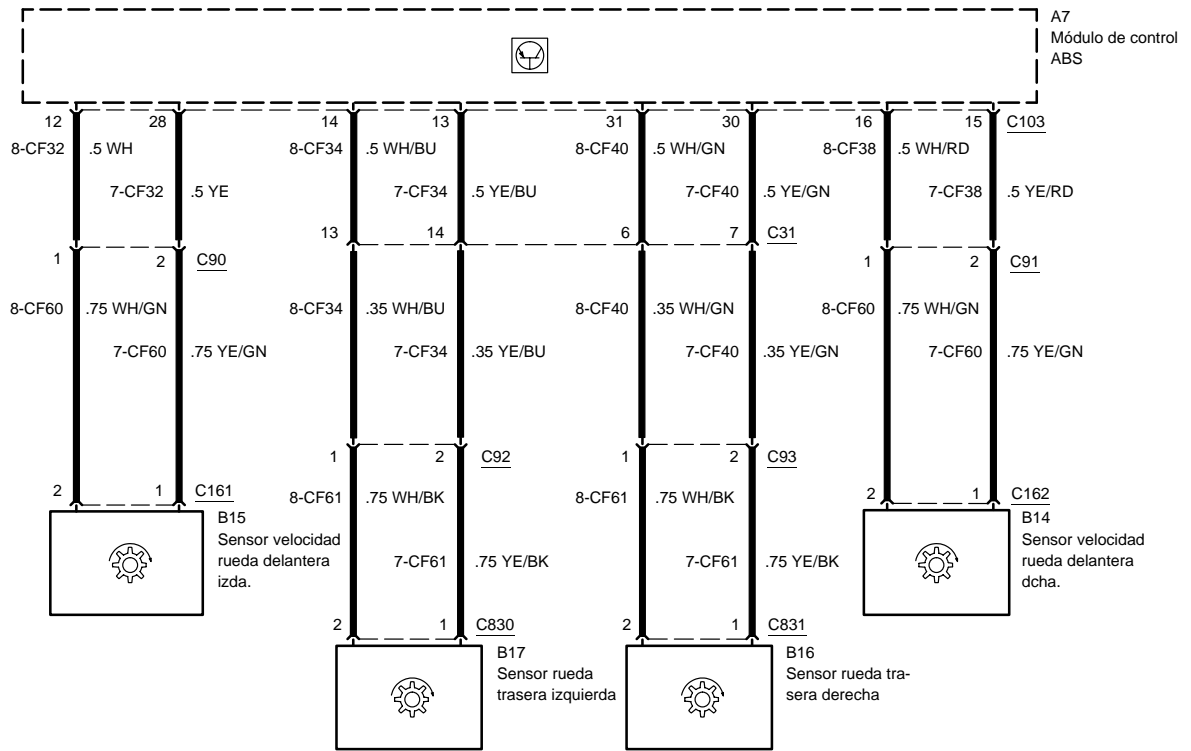 A7
Módulo de control
ABS
12 28 14 13 31 30 16 15 C103
8-CF32 .5 WH 8-CF34 .5 WH/BU 8-CF40 .5 WH/GN 8-CF38 .5 WH/RD
7-CF32 .5 YE 7-CF34 .5 YE/BU 7-CF40 .5 YE/GN 7-CF38 .5 YE/RD
13 14 6 7 C31
1 2 C90 1 2 C91
8-CF60 .75 WH/GN 8-CF34 .35 WH/BU 8-CF40 .35 WH/GN 8-CF60 .75 WH/GN
7-CF60 .75 YE/GN 7-CF34 .35 YE/BU 7-CF40 .35 YE/GN 7-CF60 .75 YE/GN
1 2 C92 1 2 C93
2 1 C161 8-CF61 .75 WH/BK 8-CF61 .75 WH/BK 2 1 C162
B15
Sensor velocidad
rueda delantera
izda.
B14
Sensor velocidad
rueda delantera
dcha.
7-CF61 .75 YE/BK 7-CF61 .75 YE/BK
2 1 C830 2 1 C831
B17
Sensor rueda
trasera izquierda
B16
Sensor rueda tra-
sera derecha